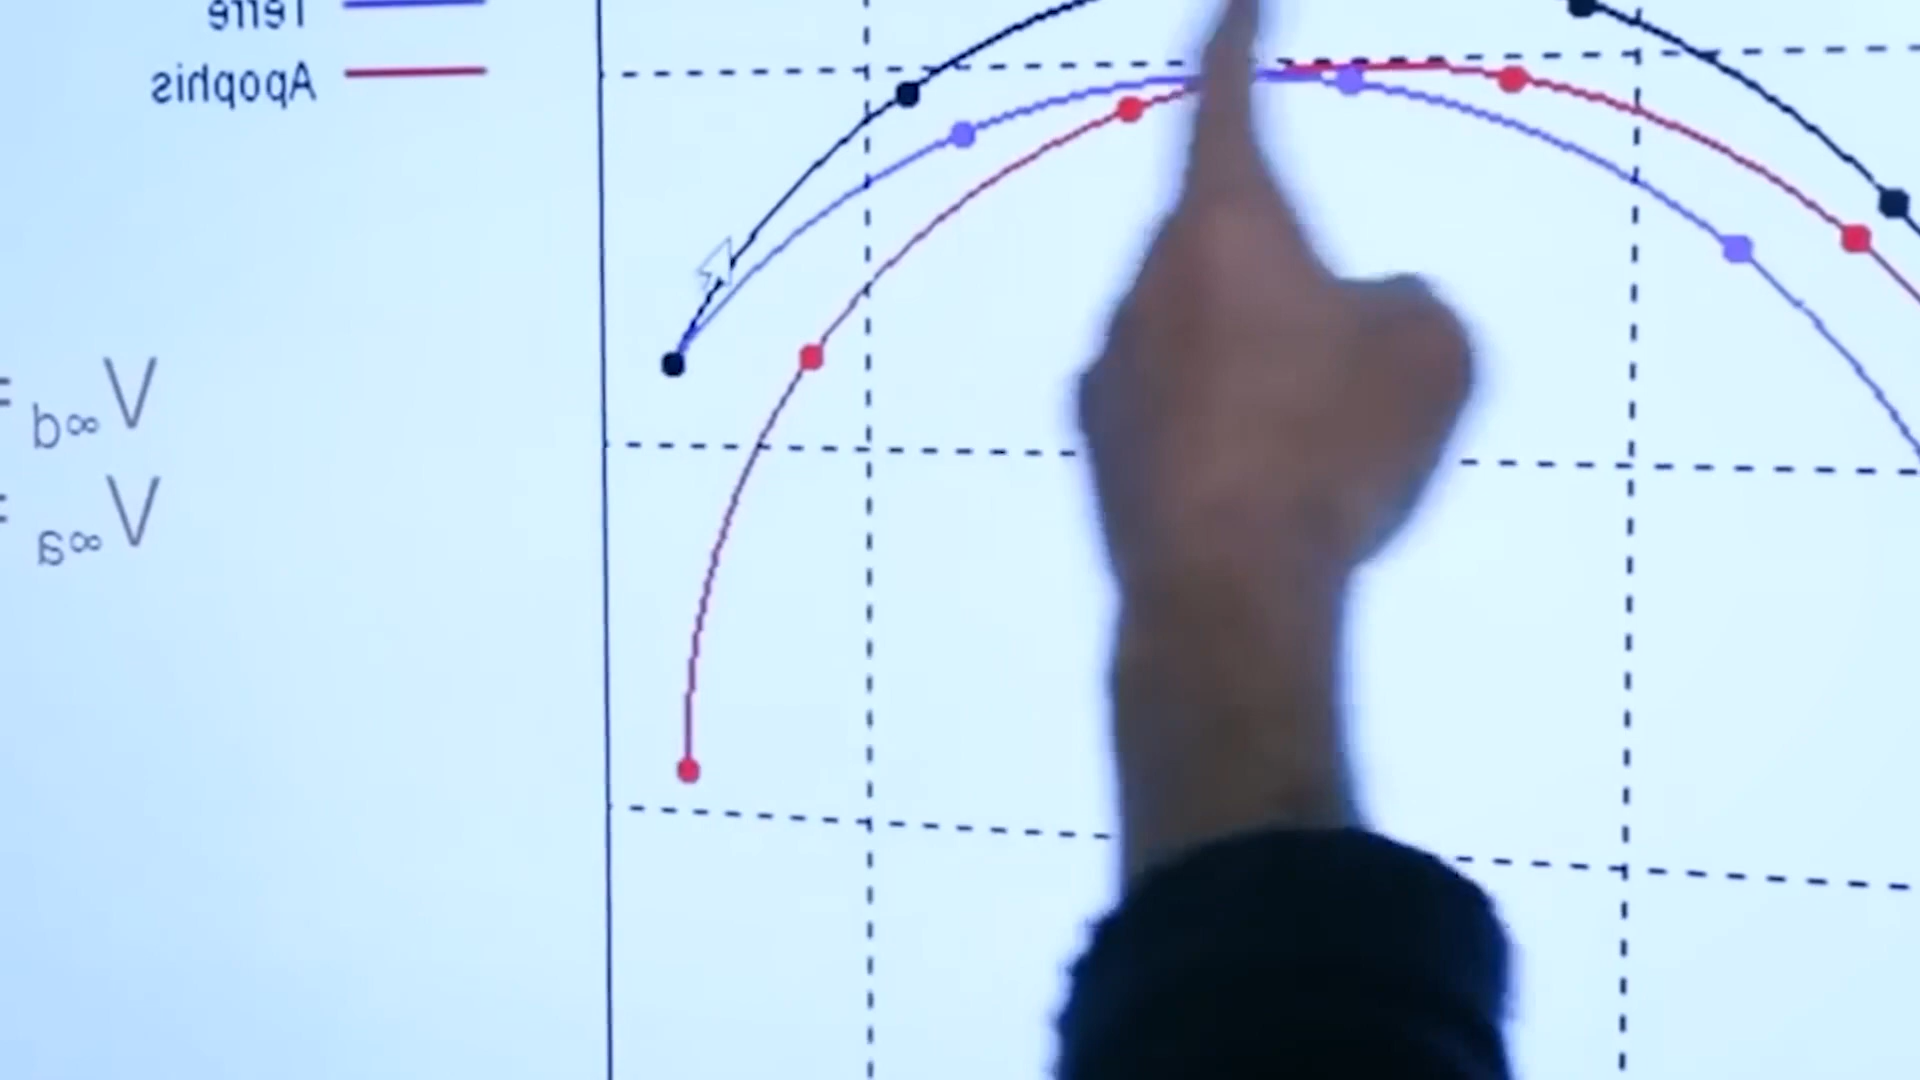 Terre
Apophis
V∞d =
V∞a =